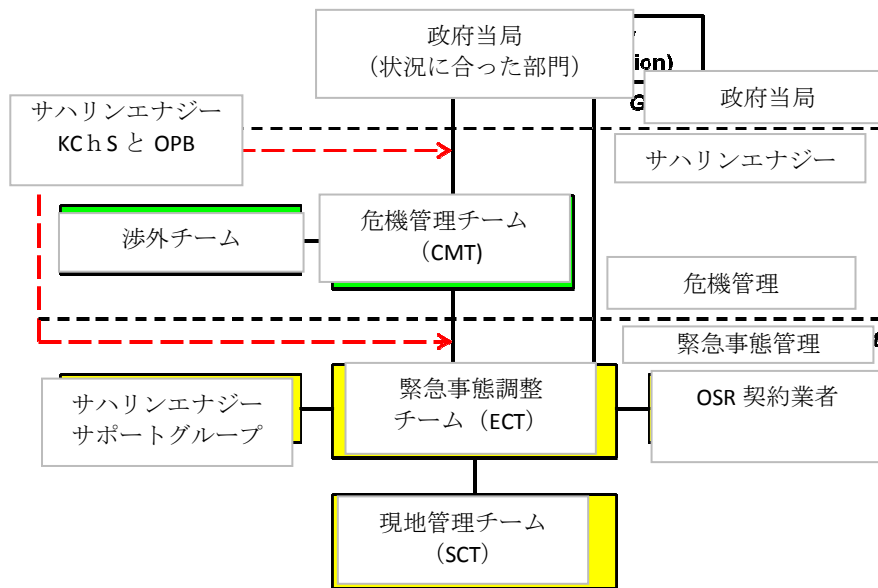 政府当局
（状況に合った部門）
ion)
G
政府当局
サハリンエナジー
KCｈS と OPB
サハリンエナジー
渉外チーム
危機管理チーム
（CMT)
危機管理
緊急事態管理
サハリンエナジー
サポートグループ
緊急事態調整
チーム（ECT）
OSR 契約業者
現地管理チーム
（SCT）